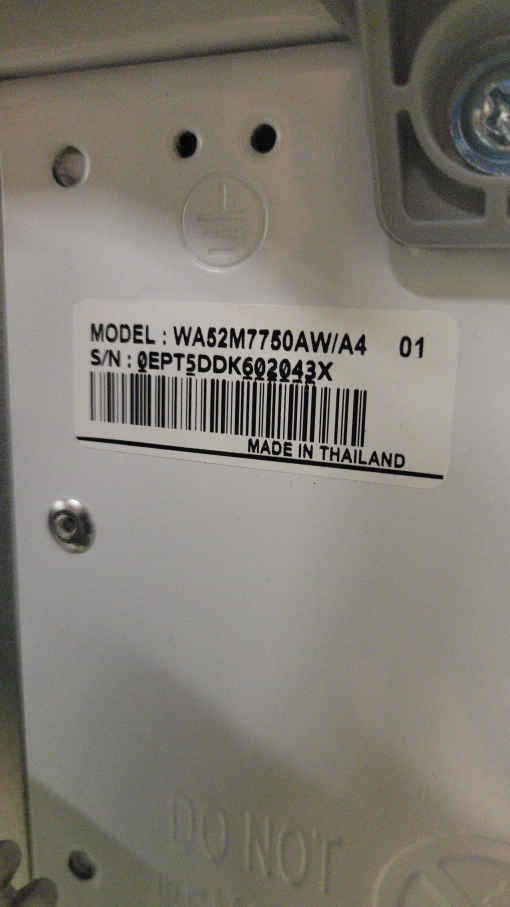 MODEL : WA52M7750AW/A4 01
S/N : 0EPT5DDK602043X
MADE IN THAILAND
DO NOT